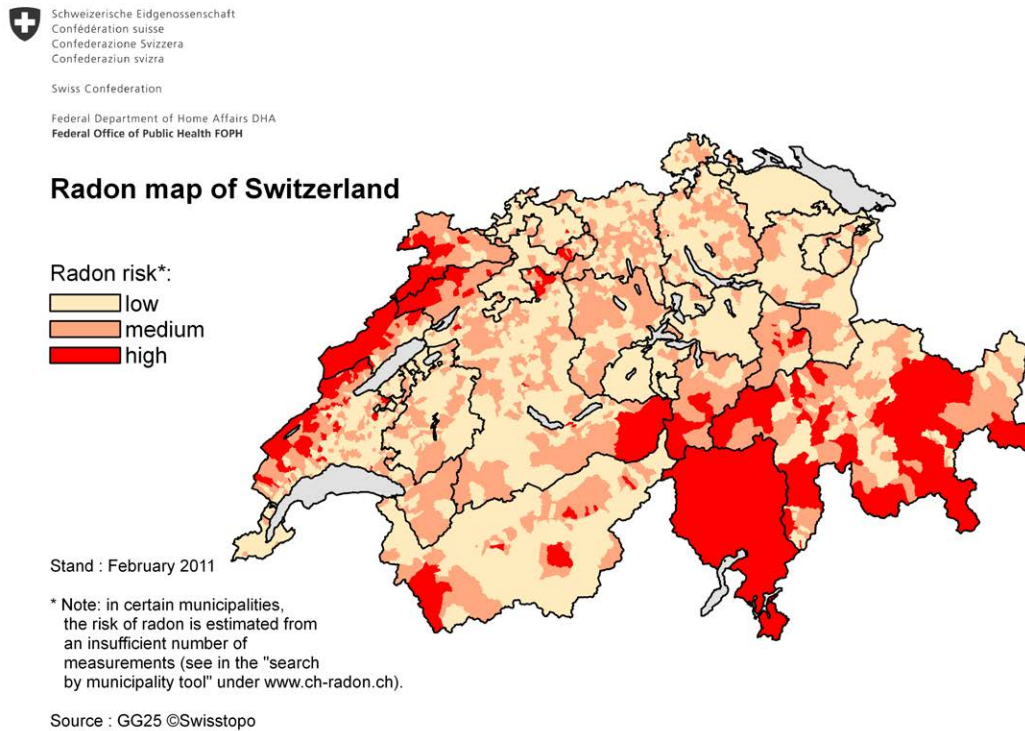 Schweizerische Eidgenossenschaft
Confédération suisse
Confederazione Svizzera
Confederaziun svizra
Swiss Confederation
Federal Department of Home Affairs DHA
Federal Office of Public Health FOPH
Radon map of Switzerland
Radon risk*:
low
medium
high
Stand : February 2011
* Note: in certain municipalities,
the risk of radon is estimated from
an insufficient number of
measurements (see in the "search
by municipality tool" under www.ch-radon.ch).
Source : GG25 ©Swisstopo